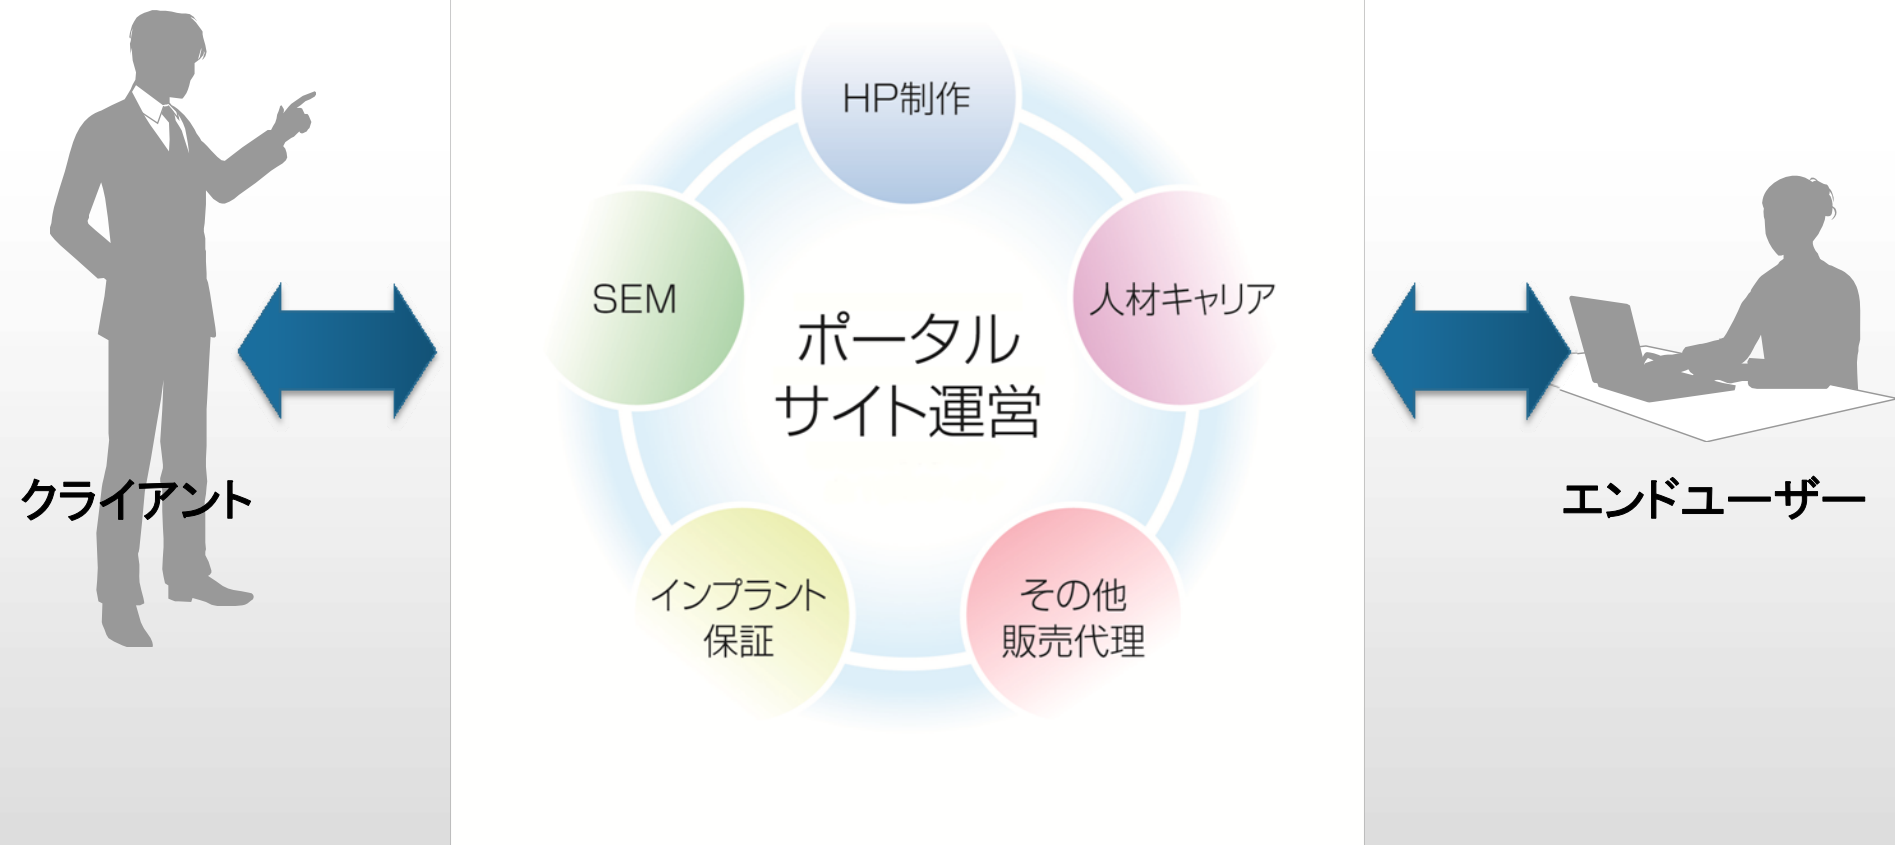 HP制作
SEM
人材キャリア
ポータル
サイト運営
クライアント
エンドユーザー
インプラント
保証
その他
販売代理